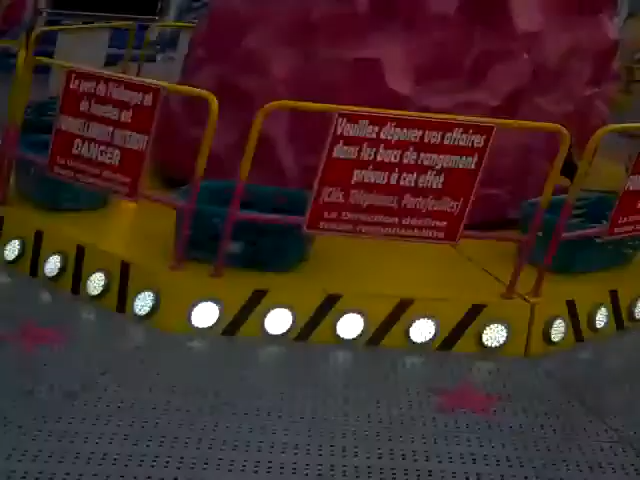 Le port de l'écharpe et
de lunettes est
DANGER
Veuillez déposer vos affaires
dans les bacs de rangement
prévus à cet effet
(Clés, Téléphones, Portefeuilles)
La Direction décline
toute responsabilité